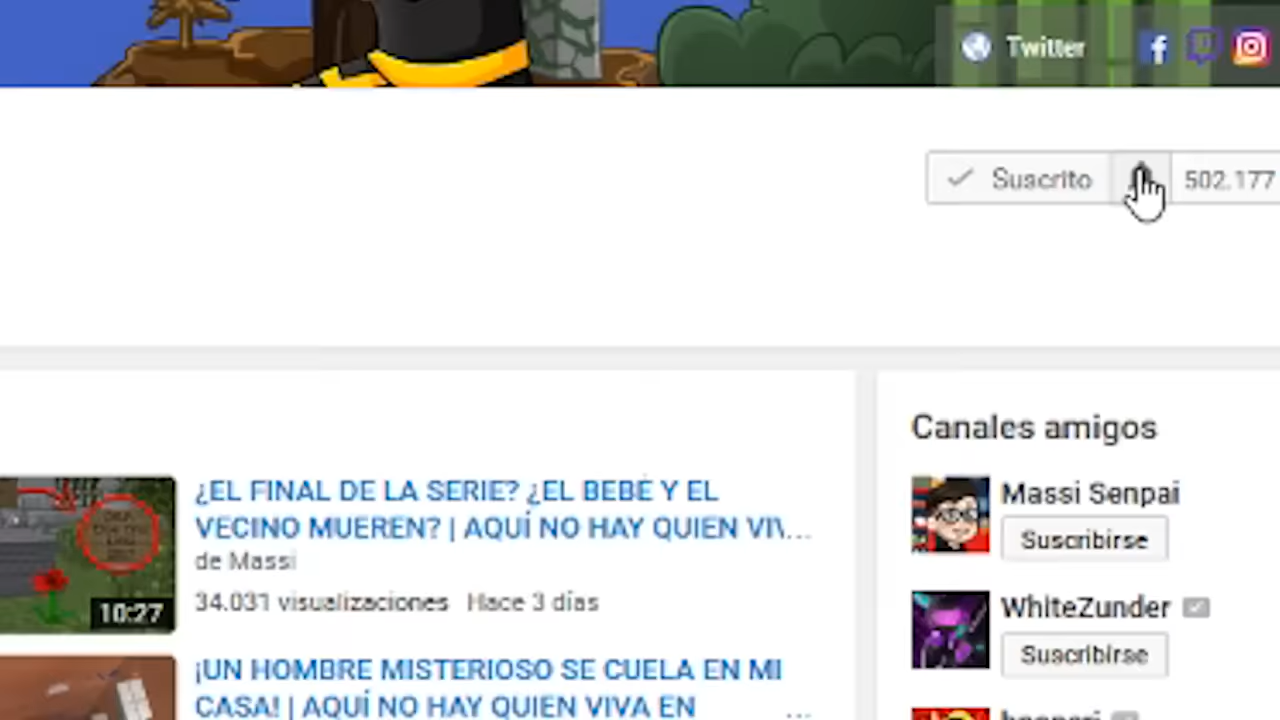 Twitter
Suscrito
502.177
Canales amigos
¿EL FINAL DE LA SERIE? ¿EL BEBÉ Y EL
VECINO MUEREN? | AQUÍ NO HAY QUIEN VIV...
de Massi
34.031 visualizaciones Hace 3 días
10:27
¡UN HOMBRE MISTERIOSO SE CUELA EN MI
CASA! | AQUÍ NO HAY QUIEN VIVA EN
...
Massi Senpai
Suscribirse
WhiteZunder
Suscribirse